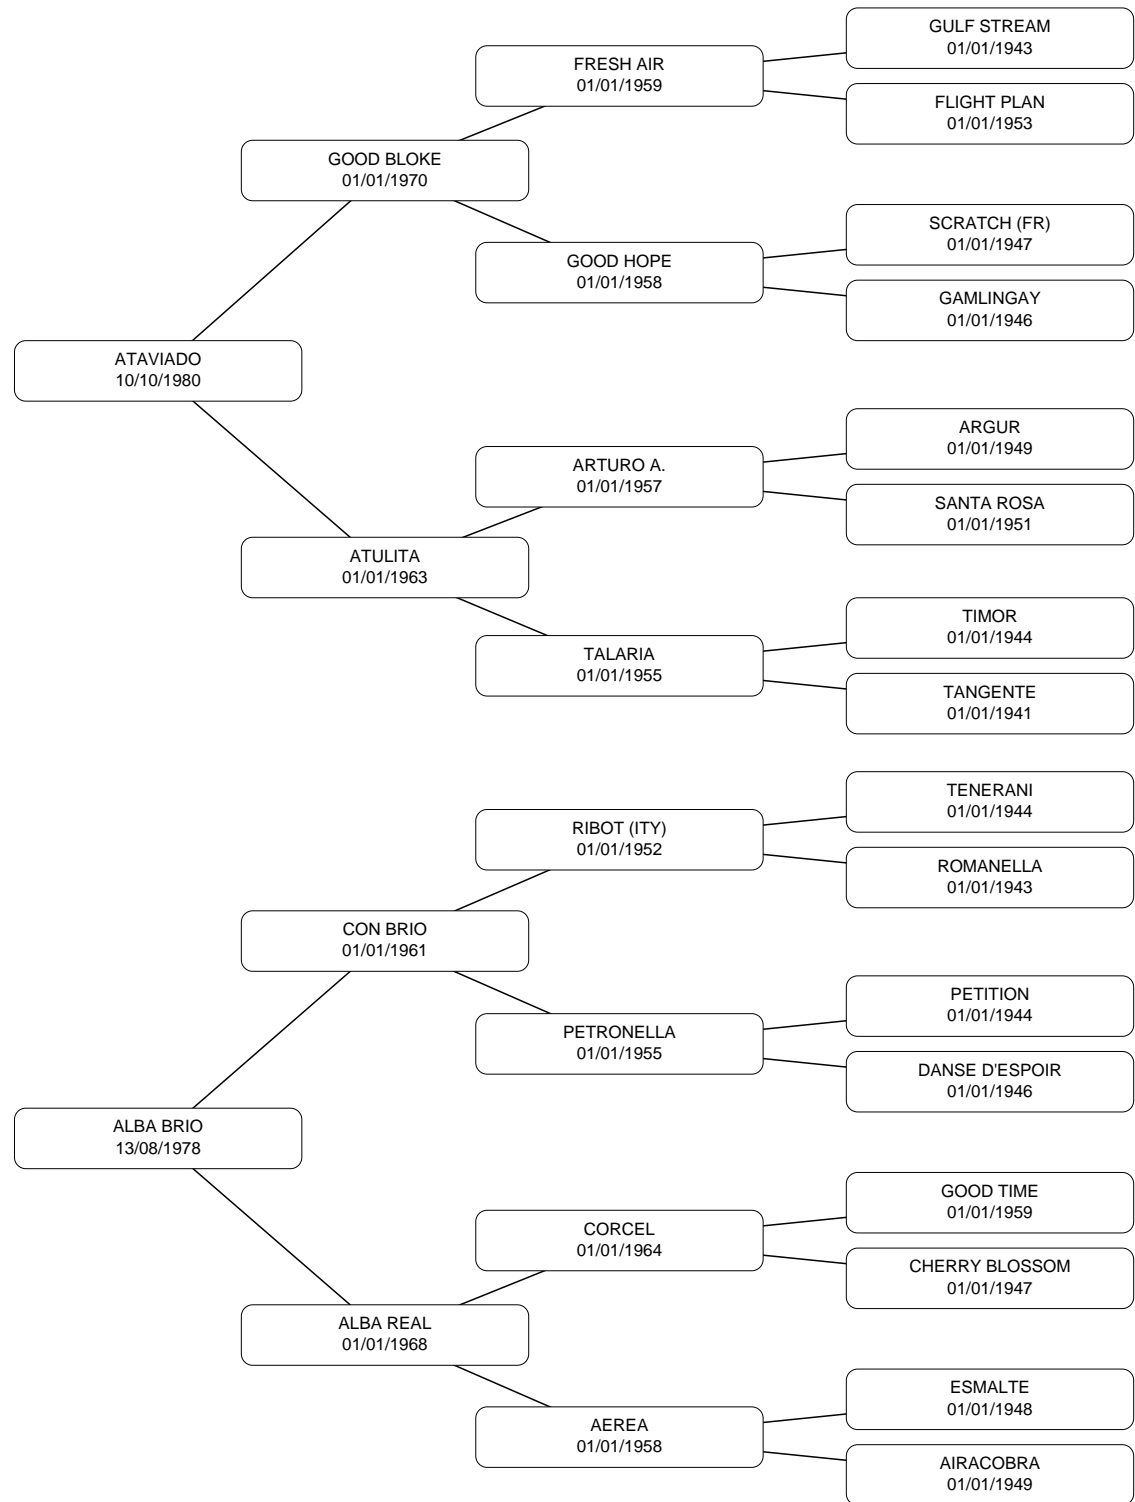 GULF STREAM
01/01/1943
FRESH AIR
01/01/1959
FLIGHT PLAN
01/01/1953
GOOD BLOKE
01/01/1970
SCRATCH (FR)
01/01/1947
GOOD HOPE
01/01/1958
GAMLINGAY
01/01/1946
ATAVIADO
10/10/1980
ARGUR
01/01/1949
ARTURO A.
01/01/1957
SANTA ROSA
01/01/1951
ATULITA
01/01/1963
TIMOR
01/01/1944
TALARIA
01/01/1955
TANGENTE
01/01/1941
TENERANI
01/01/1944
RIBOT (ITY)
01/01/1952
ROMANELLA
01/01/1943
CON BRIO
01/01/1961
PETITION
01/01/1944
PETRONELLA
01/01/1955
DANSE D'ESPOIR
01/01/1946
ALBA BRIO
13/08/1978
GOOD TIME
01/01/1959
CORCEL
01/01/1964
CHERRY BLOSSOM
01/01/1947
ALBA REAL
01/01/1968
ESMALTE
01/01/1948
AEREA
01/01/1958
AIRACOBRA
01/01/1949